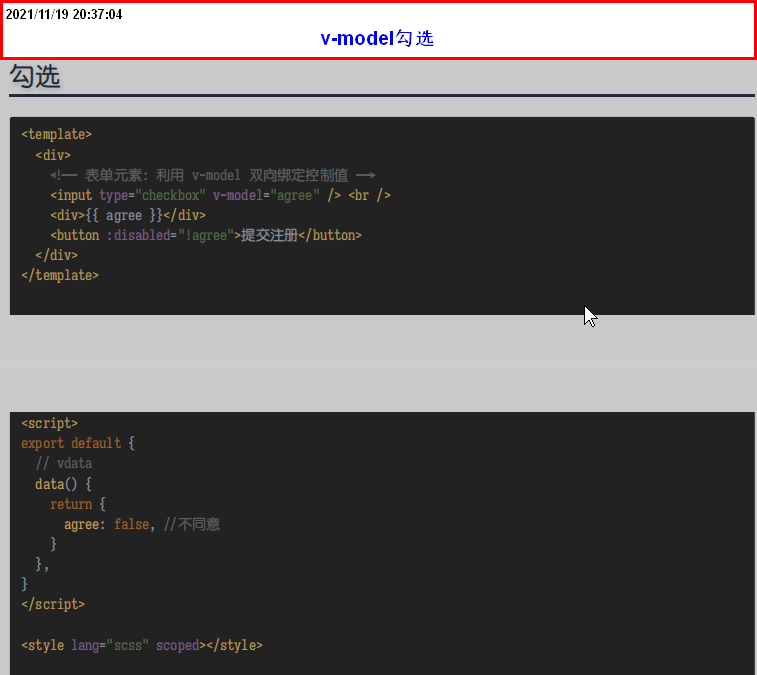 2021/11/19 20:37:04
v-model勾选
勾选
<template>
<div>
<!-- 表单元素: 利用 v-model 双向绑定控制值 -->
<input type="checkbox" v-model="agree" /> <br />
<div>{{ agree }}</div>
<button :disabled="!agree">提交注册</button>
</div>
</template>
<script>
export default {
// vdata
data() {
return {
agree: false, //不同意
}
},
}
</script>
<style lang="scss" scoped></style>